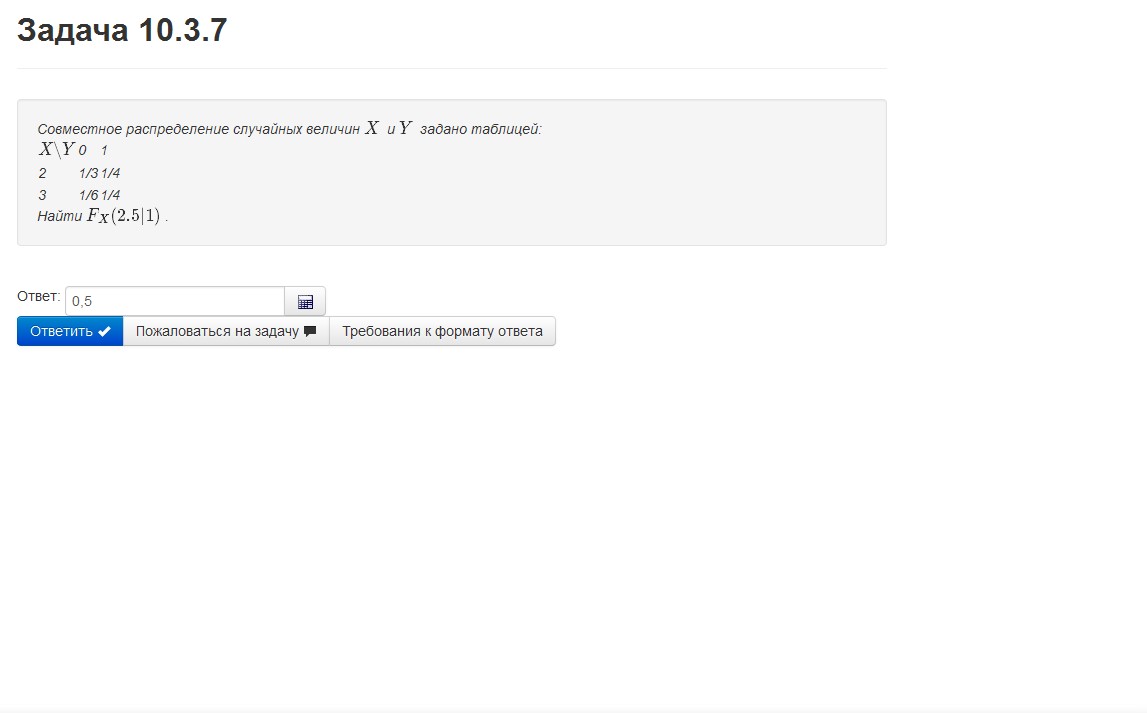 Задача 10.3.7
Совместное распределение случайных величин X и Y задано таблицей:
X\Y 0 1
2 1/3 1/4
3 1/6 1/4
Найти F_X(2.5|1) .
Ответ: 0,5
Ответить Пожаловаться на задачу Требования к формату ответа